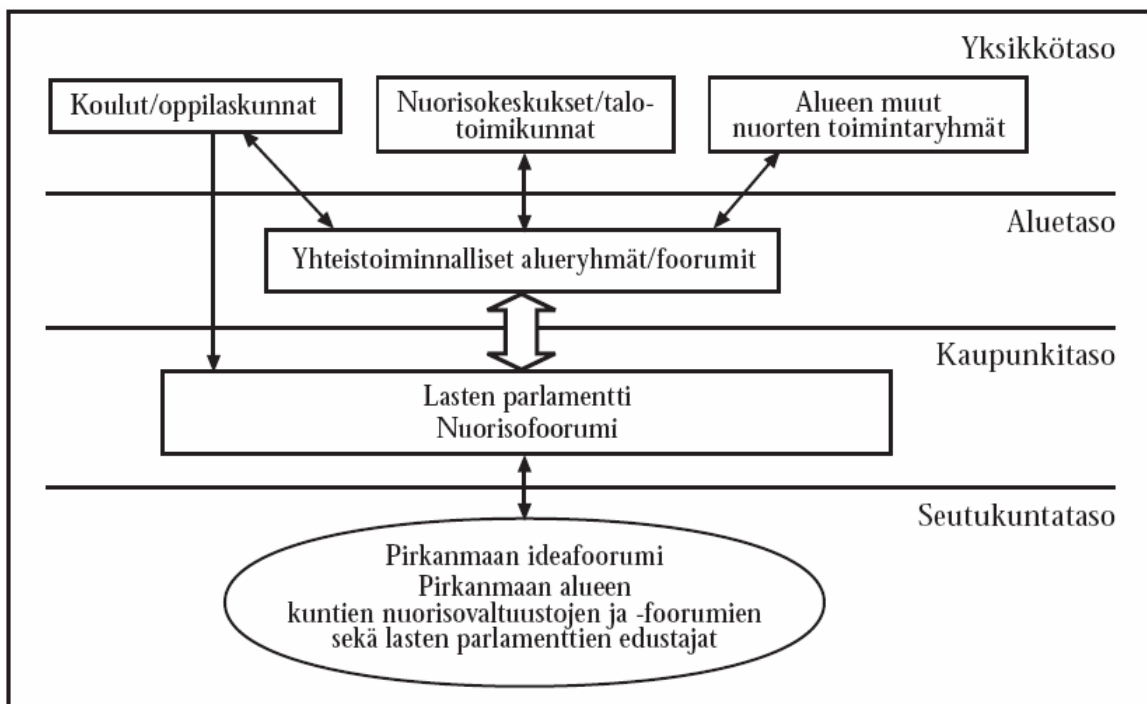 Yksikkötaso
Koulut/oppilaskunnat
Nuorisokeskukset/talo-
toimikunnat
Alueen muut
nuorten toimintaryhmät
Aluetaso
Yhteistoiminnalliset alueryhmät/foorumit
Kaupunkitaso
Lasten parlamentti
Nuorisofoorumi
Seutukuntataso
Pirkanmaan ideafoorumi
Pirkanmaan alueen
kuntien nuorisovaltuustojen ja -foorumien
sekä lasten parlamenttien edustajat